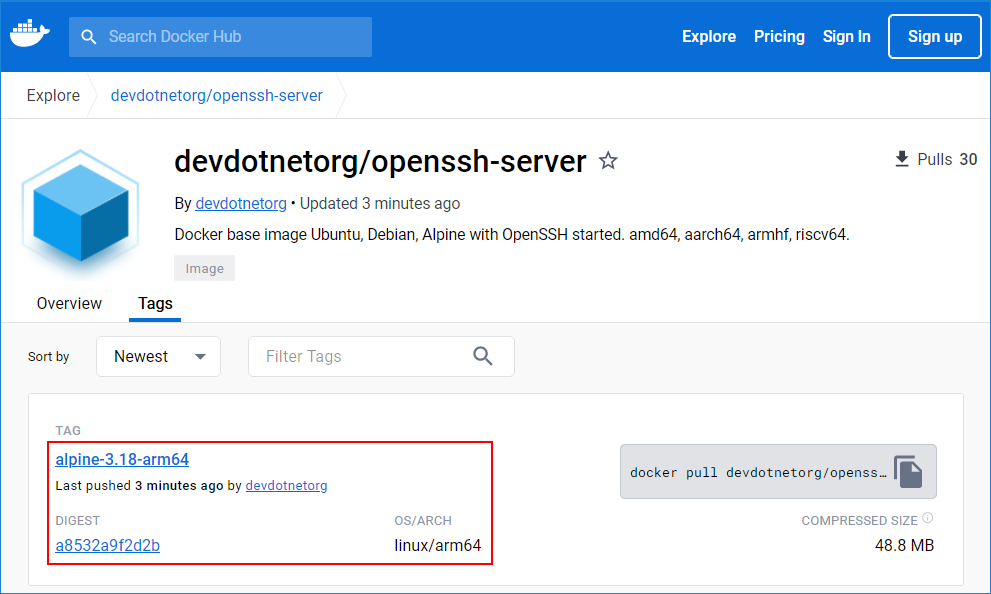 Search Docker Hub
Explore Pricing Sign In Sign up
Explore devdotnetorg/openssh-server
devdotnetorg/openssh-server
Pulls 30
By devdotnetorg • Updated 3 minutes ago
Docker base image Ubuntu, Debian, Alpine with OpenSSH started. amd64, aarch64, armhf, riscv64.
Image
Overview Tags
Sort by Newest Filter Tags
TAG
alpine-3.18-arm64
Last pushed 3 minutes ago by devdotnetorg
docker pull devdotnetorg/openss…
DIGEST OS/ARCH COMPRESSED SIZE
a8532a9f2d2b linux/arm64 48.8 MB